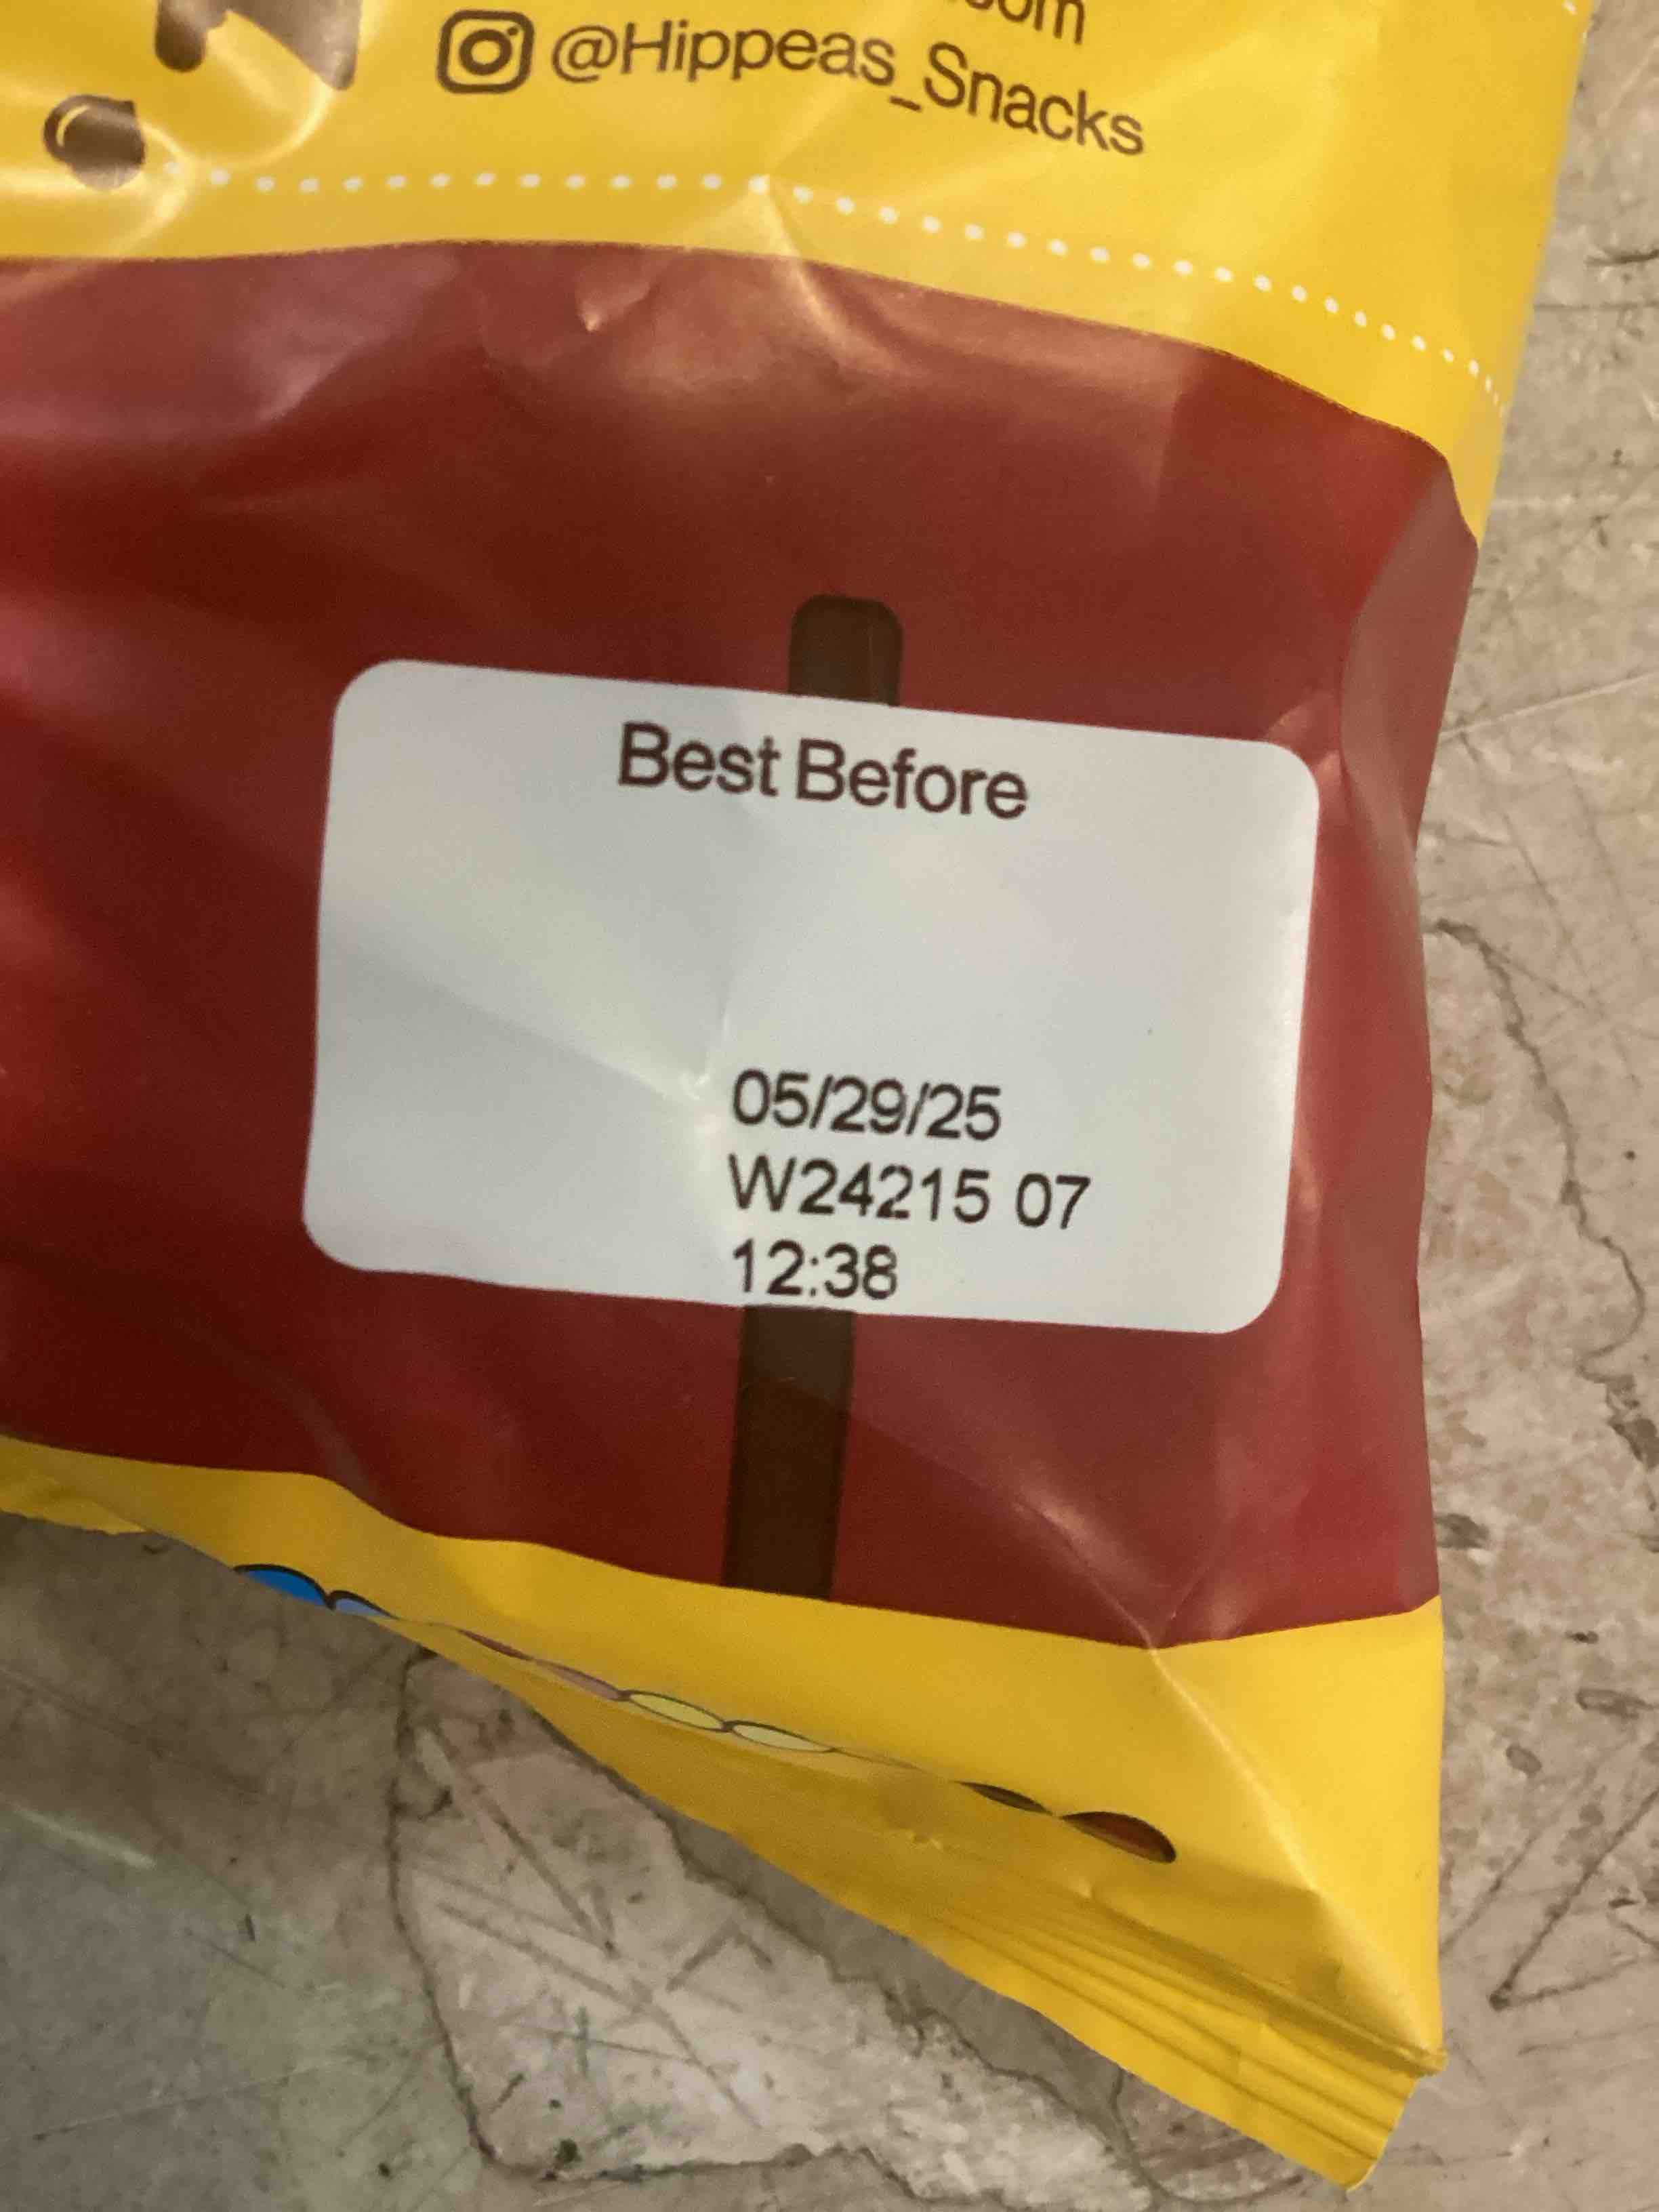 @Hippeas_Snacks
Best Before
05/29/25
W24215 07
12:38